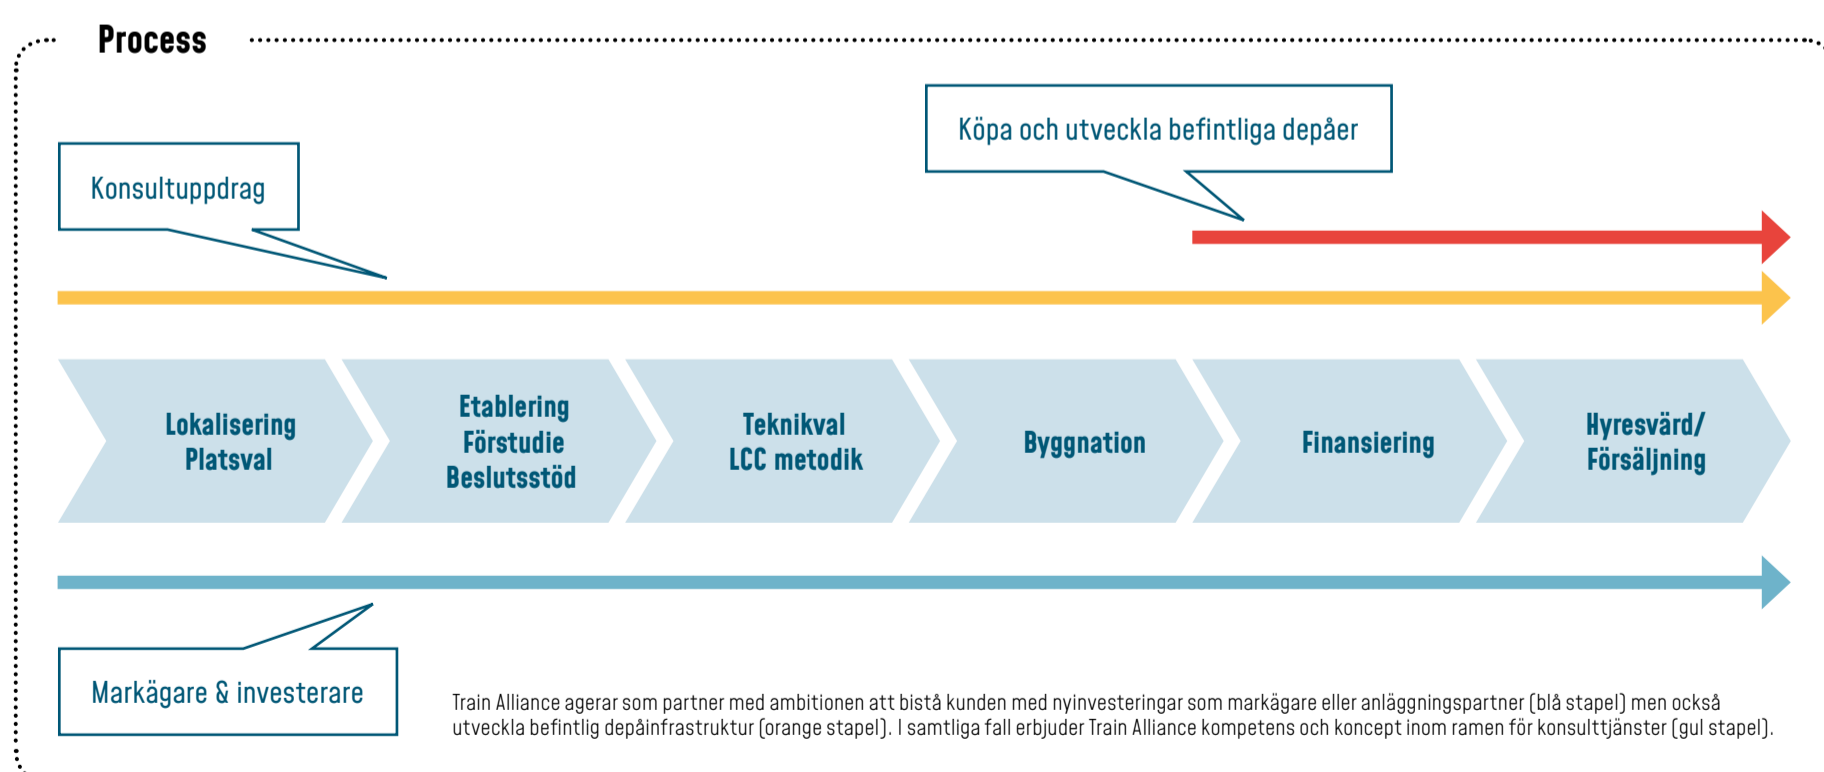 Process
Köpa och utveckla befintliga depåer
Konsultuppdrag
Lokalisering
Platsval
Etablering
Förstudie
Beslutsstöd
Teknikval
LCC metodik
Byggnation
Finansiering
Hyresvärd/
Försäljning
Markägare & investerare
Train Alliance agerar som partner med ambitionen att bistå kunden med nyinvesteringar som markägare eller anläggningspartner (blå stapel) men också
utveckla befintlig depåinfrastruktur (orange stapel). I samtliga fall erbjuder Train Alliance kompetens och koncept inom ramen för konsulttjänster (gul stapel).